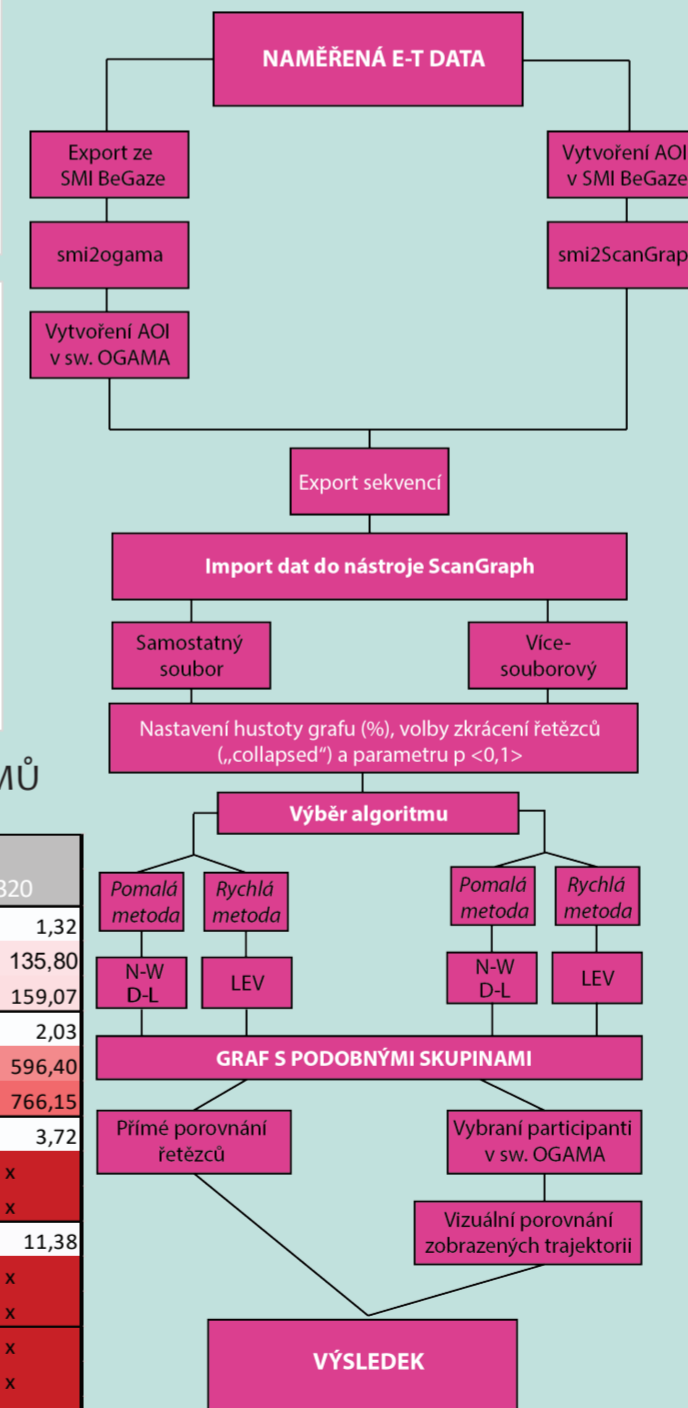 NAMĚŘENÁ E-T DATA
Export ze
SMI BeGaze
smi2ogama
Vytvoření AOI
v sw. OGAMA
Vytvoření AOI
v SMI BeGaze
smi2ScanGrap
Export sekvencí
Import dat do nástroje ScanGraph
Samostatný
soubor
Více-
souborový
Nastavení hustoty grafu (%), volby zkrácení řetězců
(„collapsed“) a parametru p <0,1>
Výběr algoritmu
Pomalá
metoda
Rychlá
metoda
Pomalá
metoda
Rychlá
metoda
N-W
D-L
LEV
N-W
D-L
LEV
GRAF S PODOBNÝMI SKUPINAMI
Přímé porovnání
řetězců
Vybraní participanti
v sw. OGAMA
Vizuální porovnání
zobrazených trajektorii
VÝSLEDEK
MŮ
320
1,32
135,80
159,07
2,03
596,40
766,15
3,72
x
x
11,38
x
x
x
x